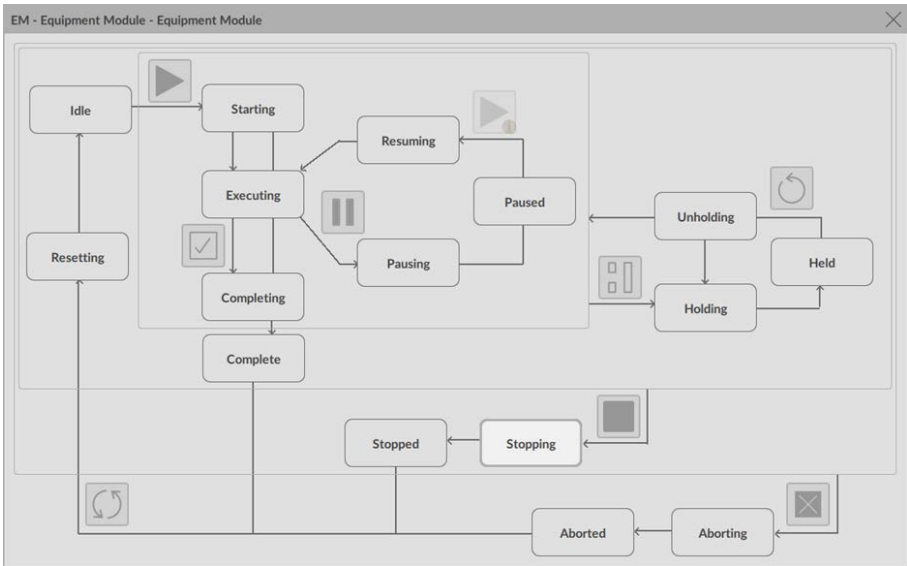 EM - Equipment Module - Equipment Module
Idle
Starting
Resuming
Executing
Paused
Unholding
Resetting
Pausing
Held
Completing
Holding
Complete
Stopped
Stopping
Aborted
Aborting